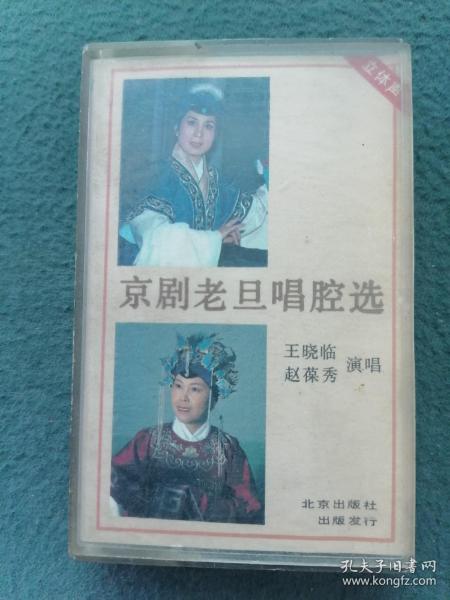 立体声
京剧老旦唱腔选
王晓临
赵葆秀 演唱
北京出版社
出版发行
孔夫子旧书网
www.kongfz.com